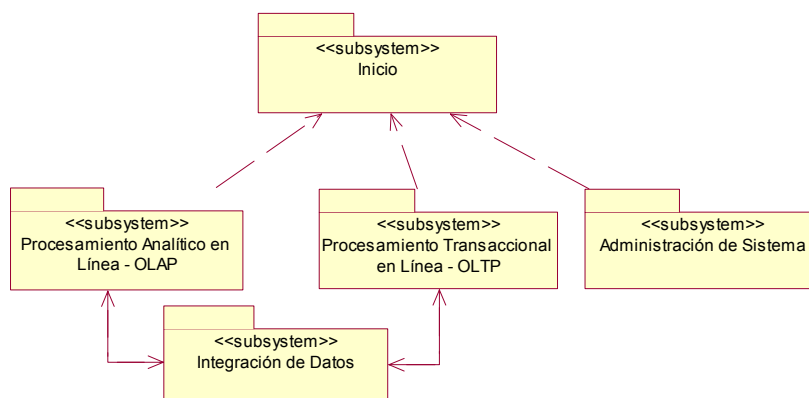 <<subsystem>>
Inicio
<<subsystem>>
Procesamiento Analítico en
Línea - OLAP
<<subsystem>>
Procesamiento Transaccional
en Línea - OLTP
<<subsystem>>
Administración de Sistema
<<subsystem>>
Integración de Datos